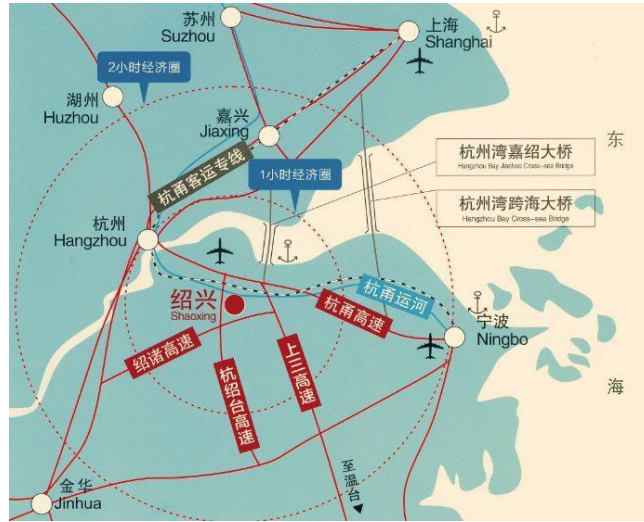 苏州
Suzhou
上海
Shanghai
2小时经济圈
湖州
Huzhou
嘉兴
Jiaxing
东
杭州湾嘉绍大桥
Hangzhou Bay Jiashao Cross-sea Bridge
杭甬客运专线
1小时经济圈
杭州湾跨海大桥
Hangzhou Bay Cross-sea Bridge
杭州
Hangzhou
绍兴
Shaoxing
杭甬运河
杭甬高速
宁波
Ningbo
绍诸高速
上三高速
杭绍台高速
海
至温台
金华
Jinhua